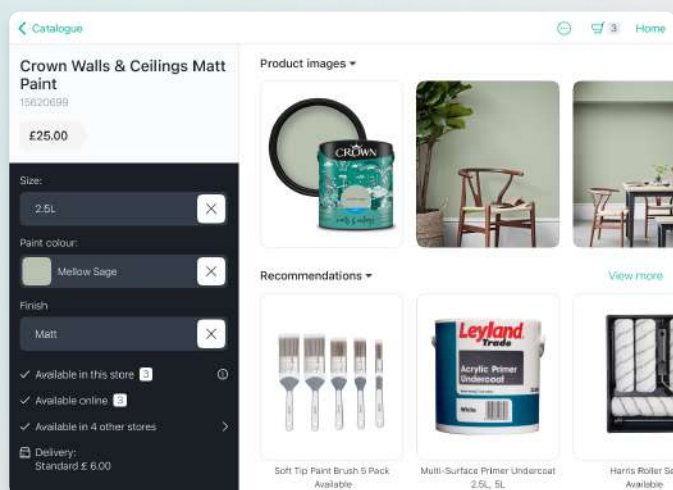 Catalogue
3 Home
Crown Walls & Ceilings Matt
Paint
15620699
£25.00
Size:
2.5L
Paint colour:
Mellow Sage
Finish
Matt
Available in this store 3
Available online 3
Available in 4 other stores
Delivery:
Standard £ 6.00
Product images
CROWN
walls & ceilings
Recommendations
View more
Leyland
Trade
Acrylic Primer
Undercoat
White
Soft Tip Paint Brush 5 Pack
Available
Multi-Surface Primer Undercoat
2.5L, 5L
Harris Roller Se
Available